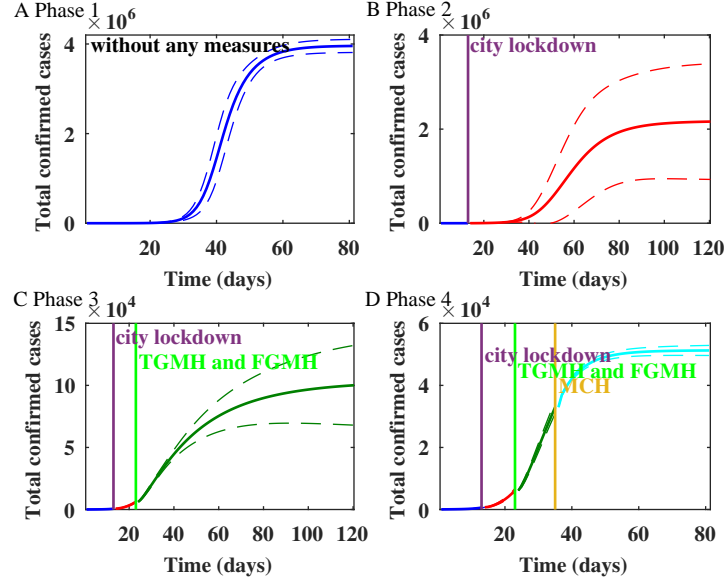 A Phase 1
× 10^6
without any measures
4
2
0
20
40
60
80
Total confirmed cases
Time (days)
B Phase 2
× 10^6
city lockdown
4
2
0
20
40
60
80
100
120
Total confirmed cases
Time (days)
C Phase 3
× 10^4
city lockdown
TGMH and FGMH
15
10
5
0
20
40
60
80
100
120
Total confirmed cases
Time (days)
D Phase 4
× 10^4
city lockdown
TGMH and FGMH
MCH
6
4
2
0
20
40
60
80
Total confirmed cases
Time (days)